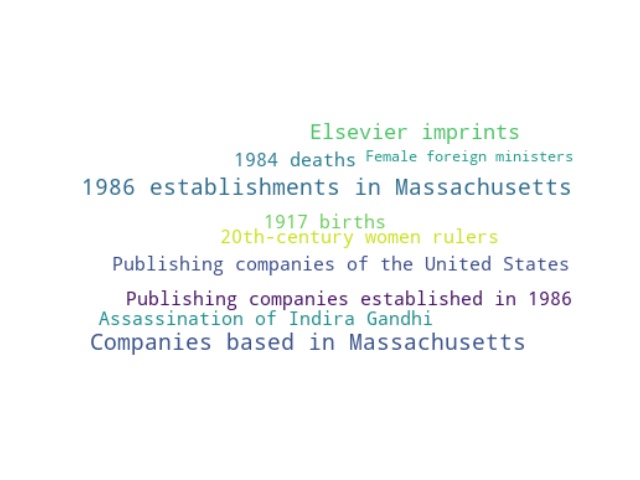 Elsevier imprints
1984 deaths Female foreign ministers
1986 establishments in Massachusetts
1917 births
20th-century women rulers
Publishing companies of the United States
Publishing companies established in 1986
Assassination of Indira Gandhi
Companies based in Massachusetts